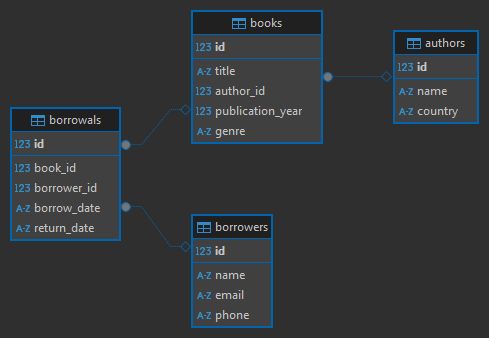 books
123 id
A-Z title
123 author_id
123 publication_year
A-Z genre
authors
123 id
A-Z name
A-Z country
borrowals
123 id
123 book_id
123 borrower_id
A-Z borrow_date
A-Z return_date
borrowers
123 id
A-Z name
A-Z email
A-Z phone